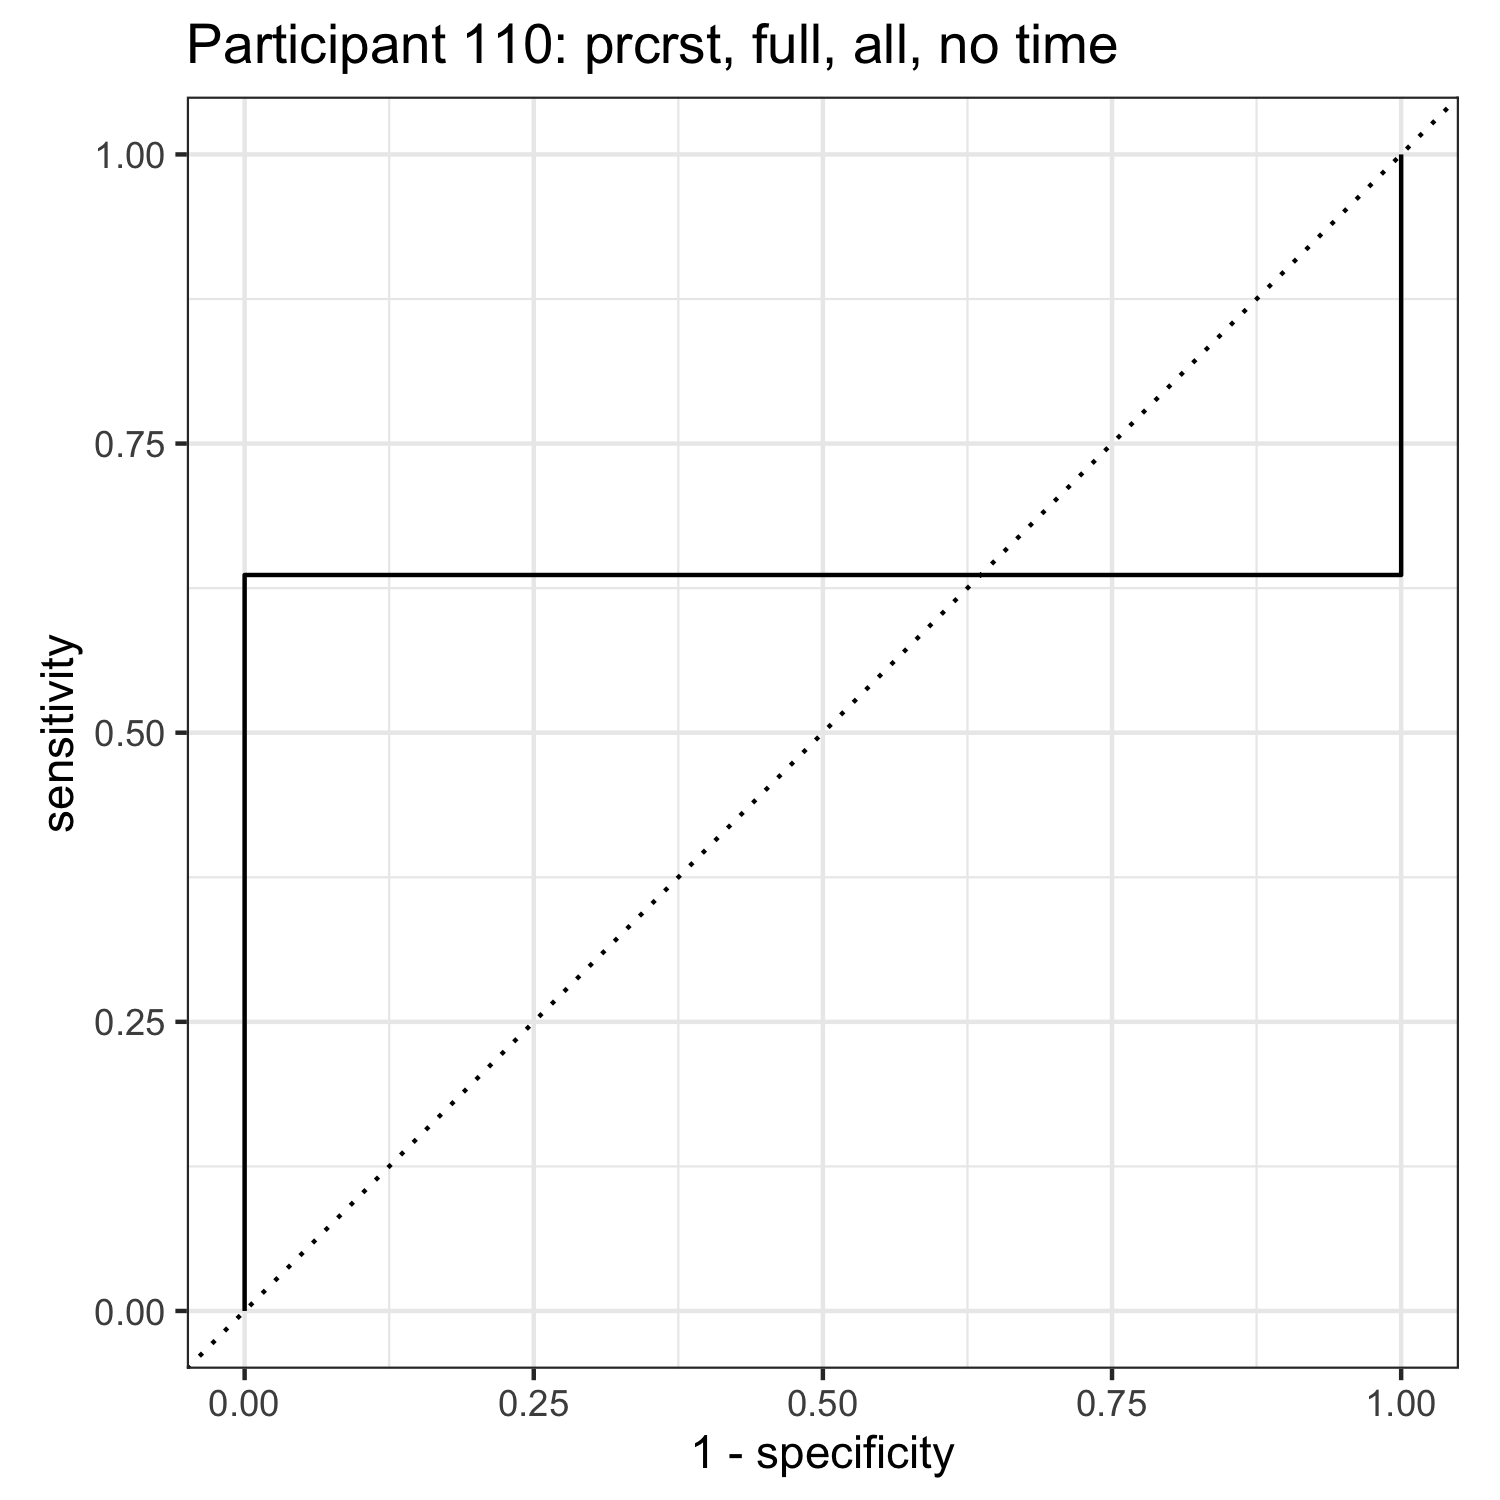 Participant 110: prcrst, full, all, no time
sensitivity
1.00
0.75
0.50
0.25
0.00
0.00 0.25 0.50 0.75 1.00
1 - specificity